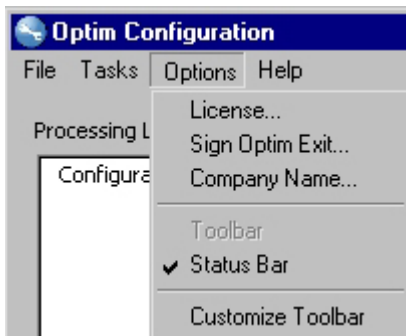 Optim Configuration
File Tasks Options Help
License...
Processing L
Sign Optim Exit...
Configura
Company Name...
Toolbar
Status Bar
Customize Toolbar